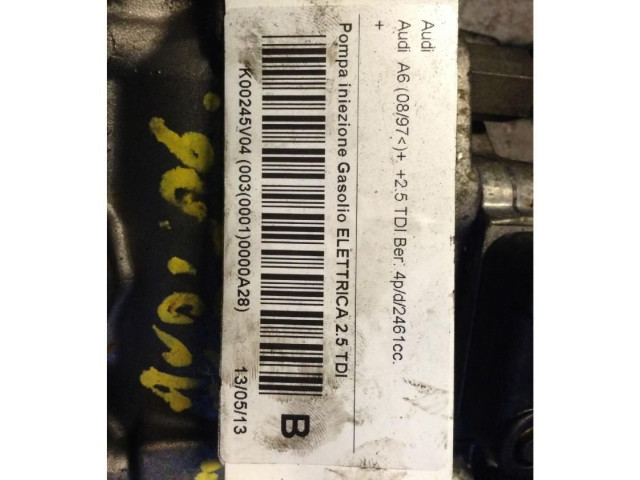 Audi
Audi A6 (08/97<)+ +2.5 TDI Ber. 4p/d/2461cc.
+
Pompa iniezione Gasolio ELETTRICA 2.5 TDI
B
K00245V04 (003(0001)0000A28) 13/05/13